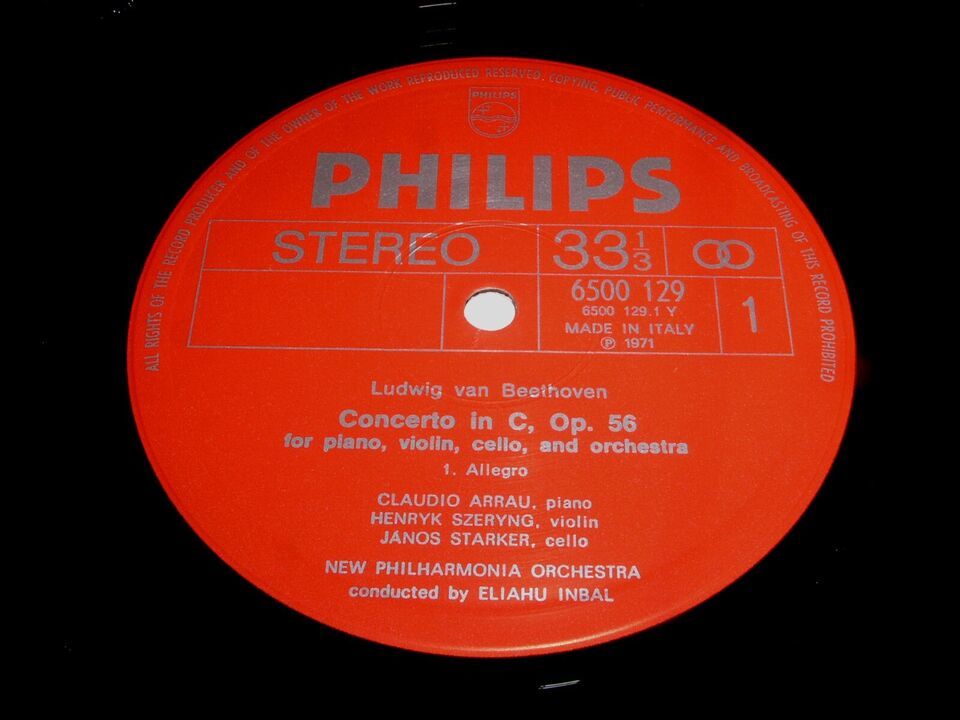 ALL RIGHTS OF THE RECORD PRODUCER AND OF THE OWNER OF THE WORK REPRODUCED RESERVED. COPYING, PUBLIC PERFORMANCE AND BROADCASTING OF THIS RECORD PROHIBITED
PHILIPS
PHILIPS
STEREO 33 1/3
6500 129
6500 129.1 Y
MADE IN ITALY
℗ 1971
1
Ludwig van Beethoven
Concerto in C, Op. 56
for piano, violin, cello, and orchestra
1. Allegro
CLAUDIO ARRAU, piano
HENRYK SZERYNG, violin
JÁNOS STARKER, cello
NEW PHILHARMONIA ORCHESTRA
conducted by ELIAHU INBAL